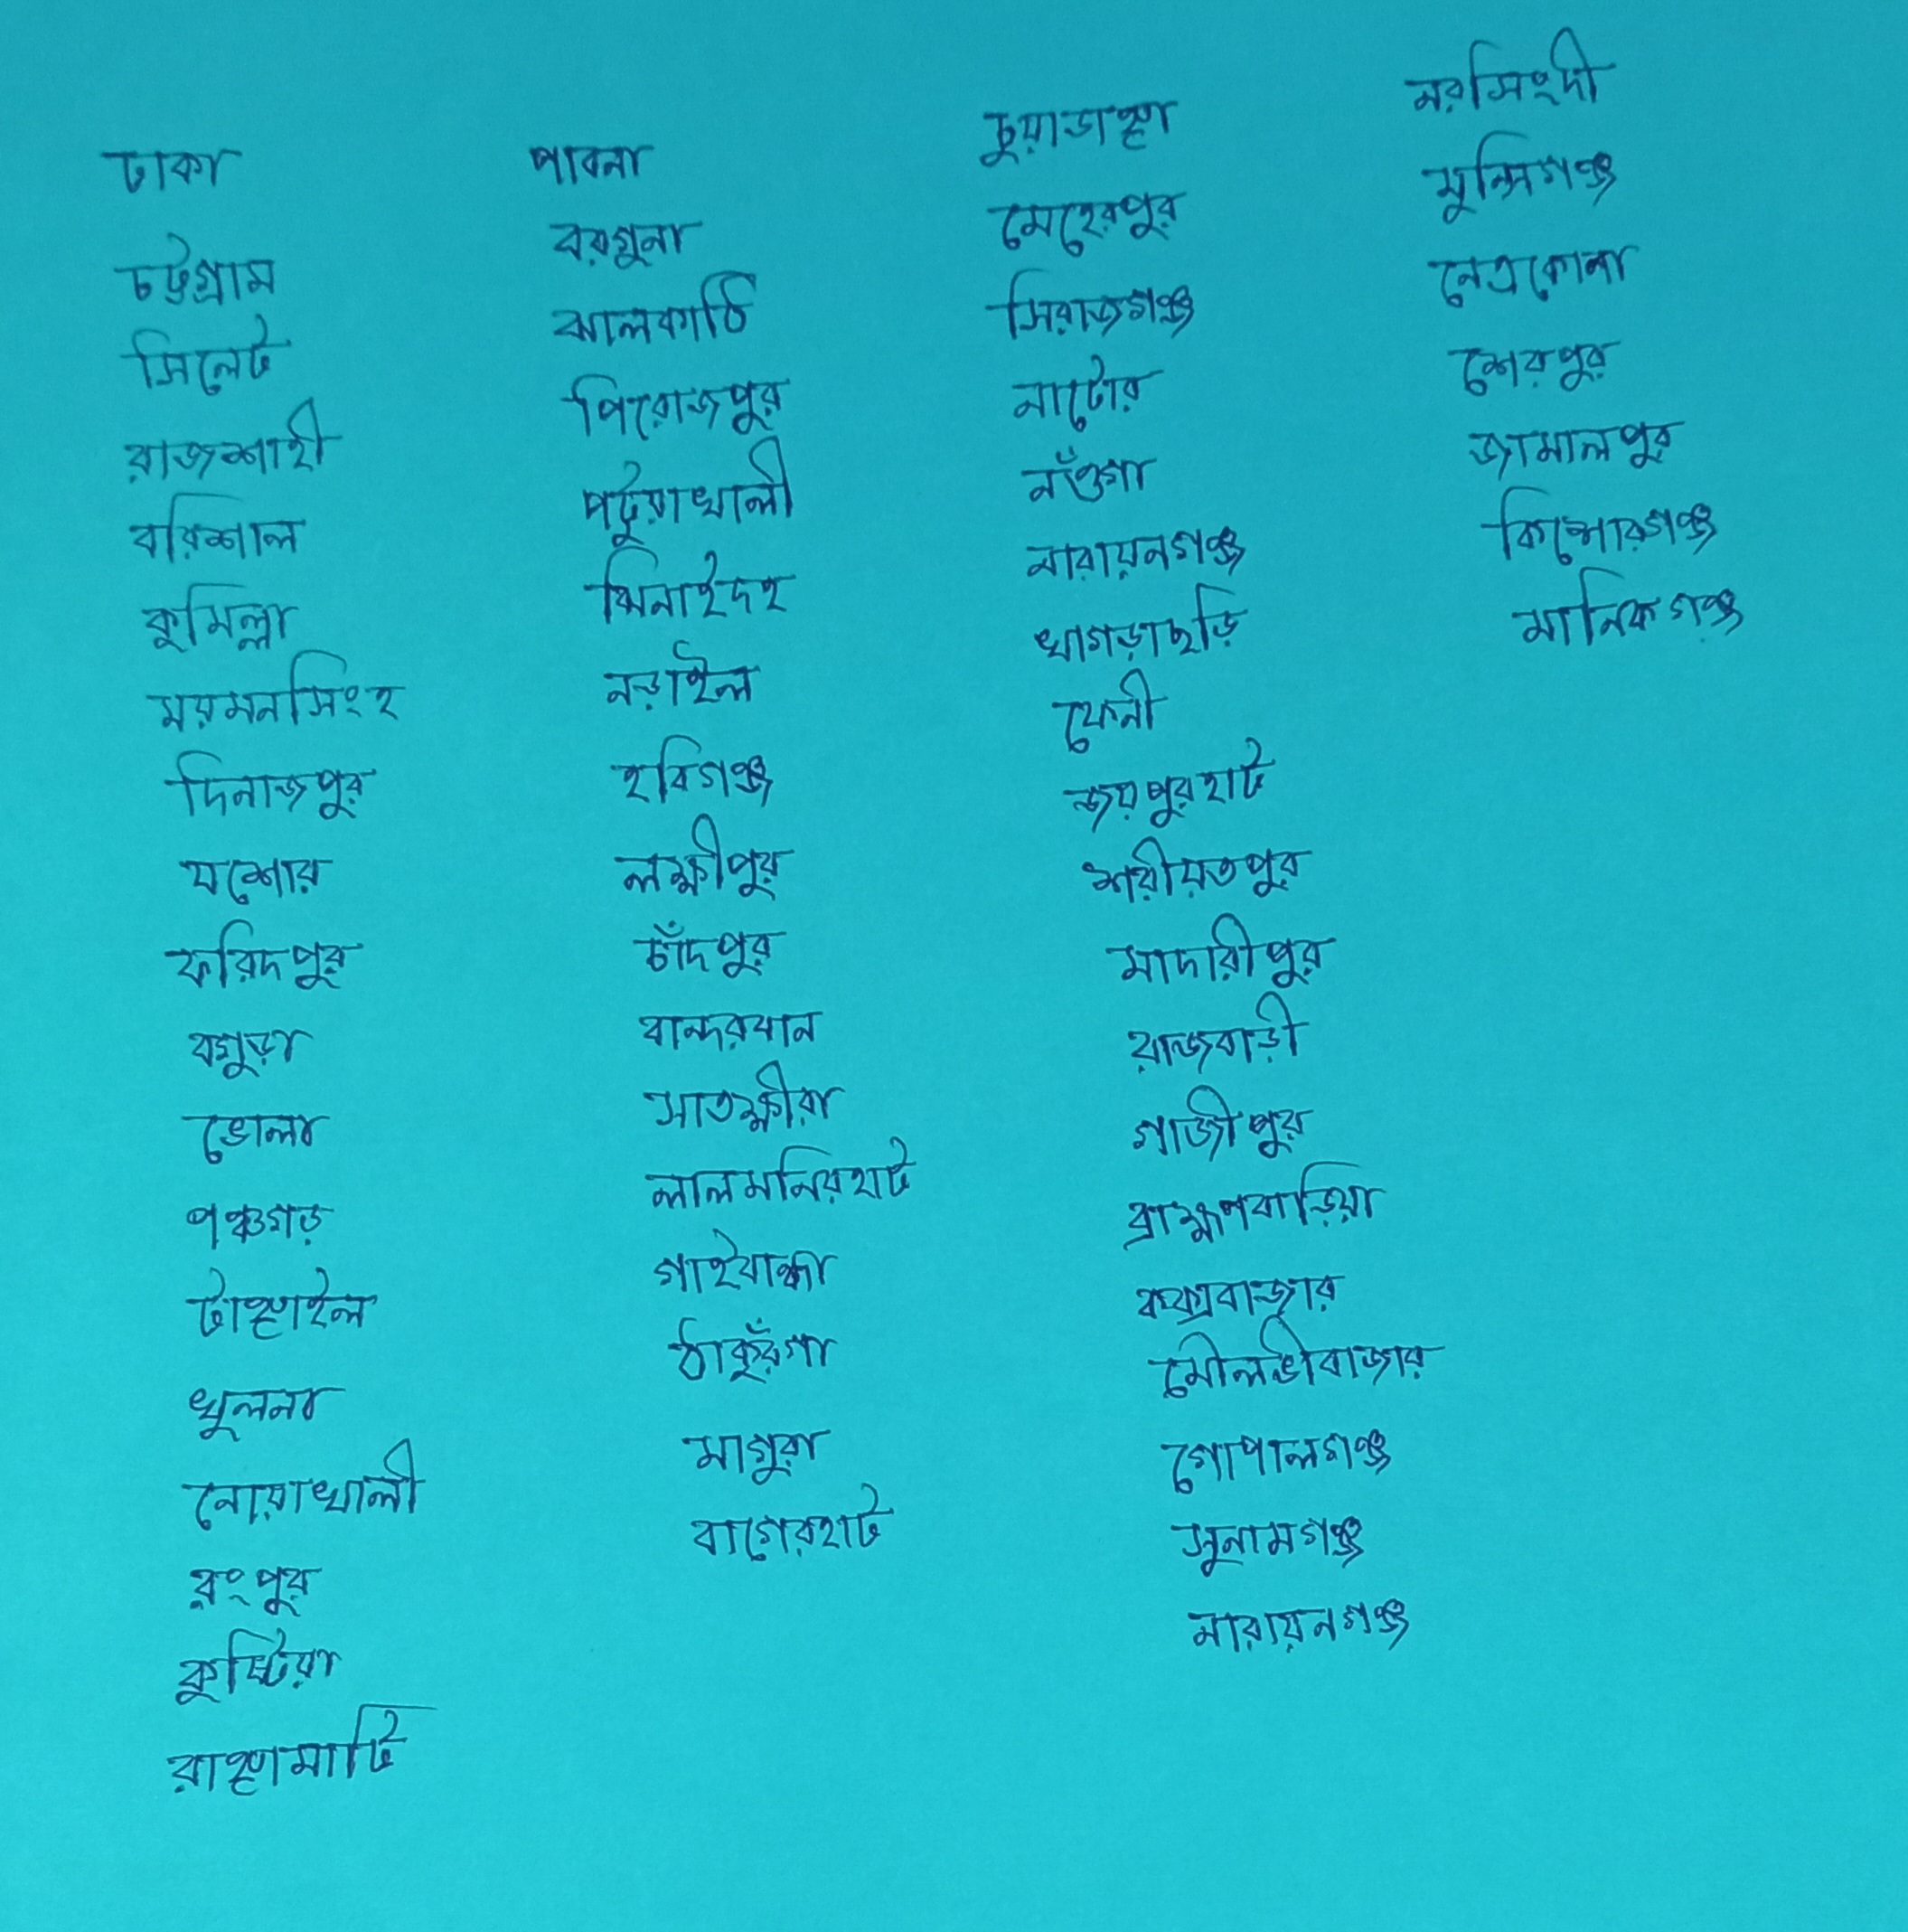 ঢাকা
চট্টগ্রাম
সিলেট
রাজশাহী
বরিশাল
কুমিল্লা
ময়মনসিংহ
দিনাজপুর
যশোর
ফরিদপুর
বগুড়া
ভোলা
পঞ্চগড়
টাঙ্গাইল
খুলনা
নোয়াখালী
রংপুর
কুষ্টিয়া
রাঙ্গামাটি
পাবনা
বরগুনা
ঝালকাঠি
পিরোজপুর
পটুয়াখালী
ঝিনাইদহ
নড়াইল
হবিগঞ্জ
লক্ষীপুর
চাঁদপুর
বান্দরবান
সাতক্ষীরা
লালমনিরহাট
গাইবান্ধা
ঠাকুরঁগা
মাগুরা
বাগেরহাট
চুয়াডাঙ্গা
মেহেরপুর
সিরাজগঞ্জ
নাটোর
নঁওগা
নারায়নগঞ্জ
খাগড়াছড়ি
ফেনী
জয়পুরহাট
শরীয়তপুর
মাদারীপুর
রাজবাড়ী
গাজীপুর
ব্রাহ্মণবাড়িয়া
কক্সবাজার
মৌলভীবাজার
গোপালগঞ্জ
সুনামগঞ্জ
নারায়নগঞ্জ
নরসিংদী
মুন্সিগঞ্জ
নেত্রকোনা
শেরপুর
জামালপুর
কিশোরগঞ্জ
মানিকগঞ্জ